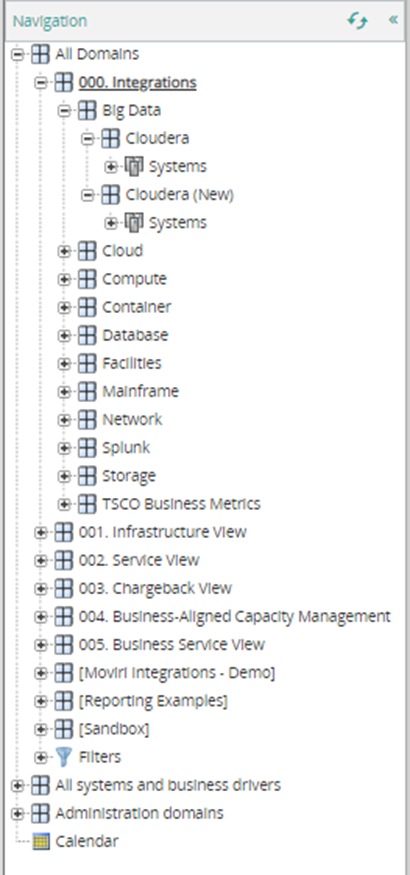 Navigation
All Domains
000. Integrations
Big Data
Cloudera
Systems
Cloudera (New)
Systems
Cloud
Compute
Container
Database
Facilities
Mainframe
Network
Splunk
Storage
TSCO Business Metrics
001. Infrastructure View
002. Service View
003. Chargeback View
004. Business-Aligned Capacity Management
005. Business Service View
[Moviri Integrations - Demo]
[Reporting Examples]
[Sandbox]
Filters
All systems and business drivers
Administration domains
Calendar